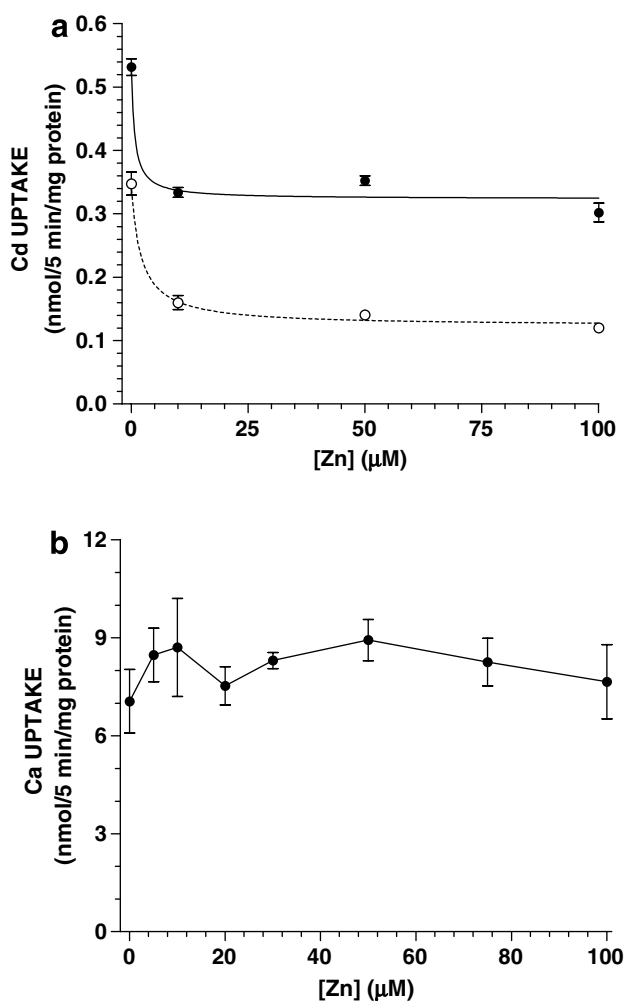 a
0.6
0.5
0.4
0.3
0.2
0.1
0.0
Cd UPTAKE
(nmol/5 min/mg protein)
0 25 50 75 100
[Zn] (μM)
b
12
9
6
3
0
Ca UPTAKE
(nmol/5 min/mg protein)
0 20 40 60 80 100
[Zn] (μM)